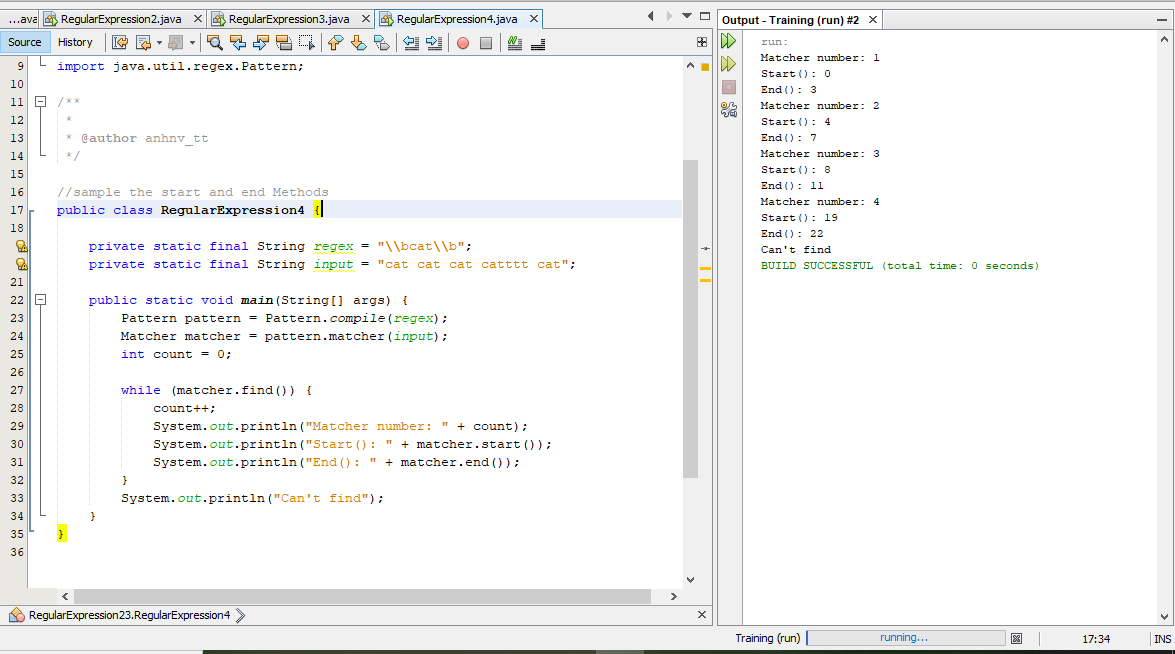 ...ava RegularExpression2.java RegularExpression3.java RegularExpression4.java
Source History
9 import java.util.regex.Pattern;
10
11 /**
12 *
13 * @author anhnv_tt
14 */
15
16 //sample the start and end Methods
17 public class RegularExpression4 {
18
private static final String regex = "\\bcat\\b";
private static final String input = "cat cat cat catttt cat";
21
22 public static void main(String[] args) {
23 Pattern pattern = Pattern.compile(regex);
24 Matcher matcher = pattern.matcher(input);
25 int count = 0;
26
27 while (matcher.find()) {
28 count++;
29 System.out.println("Matcher number: " + count);
30 System.out.println("Start(): " + matcher.start());
31 System.out.println("End(): " + matcher.end());
32 }
33 System.out.println("Can't find");
34 }
35 }
36
RegularExpression23.RegularExpression4
Output - Training (run) #2
run:
Matcher number: 1
Start(): 0
End(): 3
Matcher number: 2
Start(): 4
End(): 7
Matcher number: 3
Start(): 8
End(): 11
Matcher number: 4
Start(): 19
End(): 22
Can't find
BUILD SUCCESSFUL (total time: 0 seconds)
Training (run) running... 17:34 INS